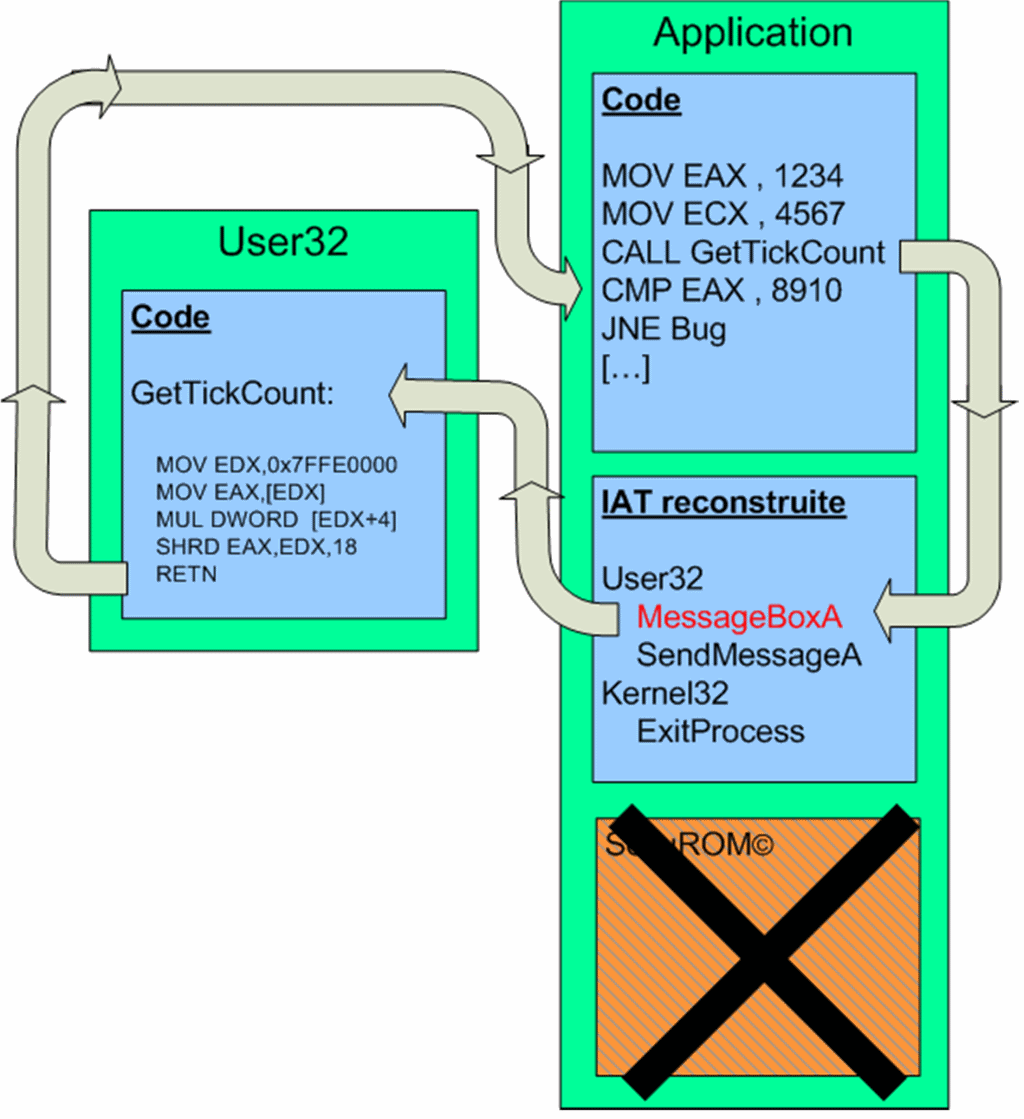 Application
Code
MOV EAX , 1234
MOV ECX , 4567
CALL GetTickCount
CMP EAX , 8910
JNE Bug
[...]
User32
Code
GetTickCount:
MOV EDX,0x7FFE0000
MOV EAX,[EDX]
MUL DWORD [EDX+4]
SHRD EAX,EDX,18
RETN
IAT reconstruite
User32
MessageBoxA
SendMessageA
Kernel32
ExitProcess
SecuROM©